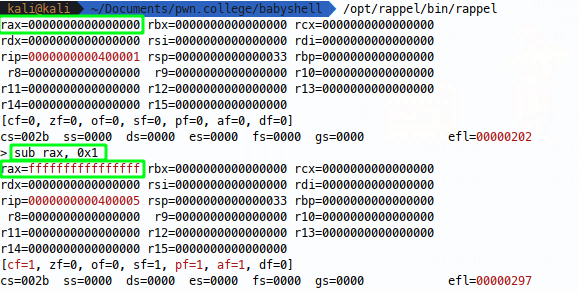 kali@kali ~/Documents/pwn.college/babyshell /opt/rappel/bin/rappel
rax=0000000000000000 rbx=0000000000000000 rcx=0000000000000000
rdx=0000000000000000 rsi=0000000000000000 rdi=0000000000000000
rip=0000000000400001 rsp=0000000000000033 rbp=0000000000000000
r8=0000000000000000 r9=0000000000000000 r10=0000000000000000
r11=0000000000000000 r12=0000000000000000 r13=0000000000000000
r14=0000000000000000 r15=0000000000000000
[cf=0, zf=0, of=0, sf=0, pf=0, af=0, df=0]
cs=002b ss=0000 ds=0000 es=0000 fs=0000 gs=0000 efl=00000202
> sub rax, 0x1
rax=ffffffffffffffff rbx=0000000000000000 rcx=0000000000000000
rdx=0000000000000000 rsi=0000000000000000 rdi=0000000000000000
rip=0000000000400005 rsp=0000000000000033 rbp=0000000000000000
r8=0000000000000000 r9=0000000000000000 r10=0000000000000000
r11=0000000000000000 r12=0000000000000000 r13=0000000000000000
r14=0000000000000000 r15=0000000000000000
[cf=1, zf=0, of=0, sf=1, pf=1, af=1, df=0]
cs=002b ss=0000 ds=0000 es=0000 fs=0000 gs=0000 efl=00000297